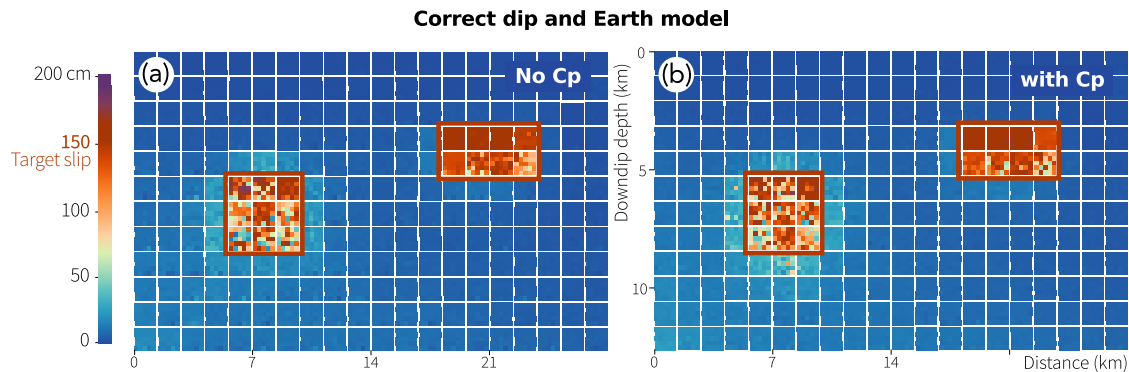 Correct dip and Earth model
200 cm
150
Target slip
100
50
0
(a)
No Cp
0
7
14
21
Downdip depth (km)
0
5
10
(b)
with Cp
0
7
14
Distance (km)